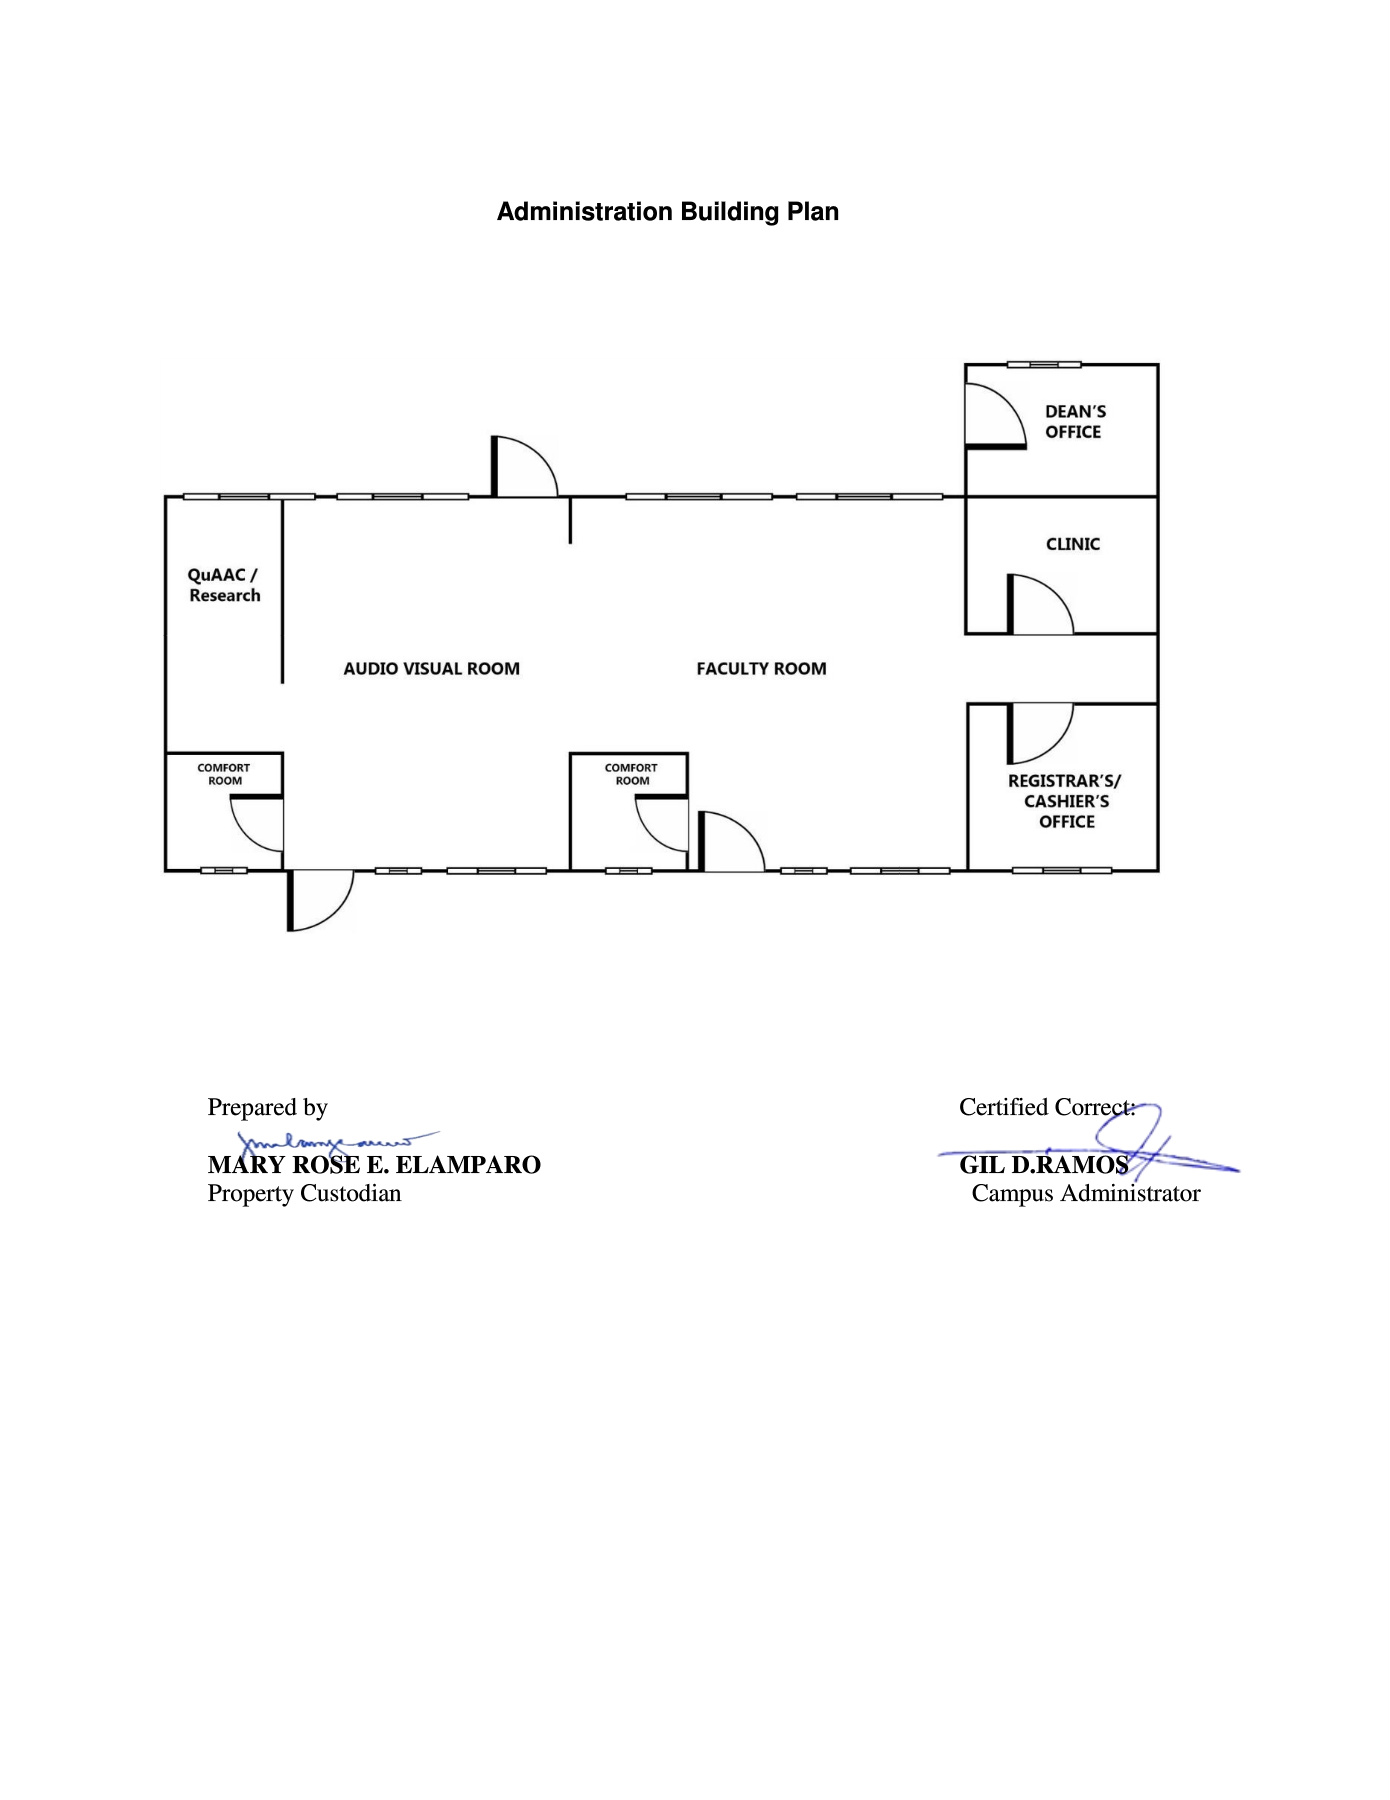 Administration Building Plan
DEAN'S
OFFICE
CLINIC
QuAAC /
Research
AUDIO VISUAL ROOM
FACULTY ROOM
COMFORT
ROOM
COMFORT
ROOM
REGISTRAR'S/
CASHIER'S
OFFICE
Prepared by
MARY ROSE E. ELAMPARO
Property Custodian
Certified Correct:
GIL D.RAMOS
Campus Administrator